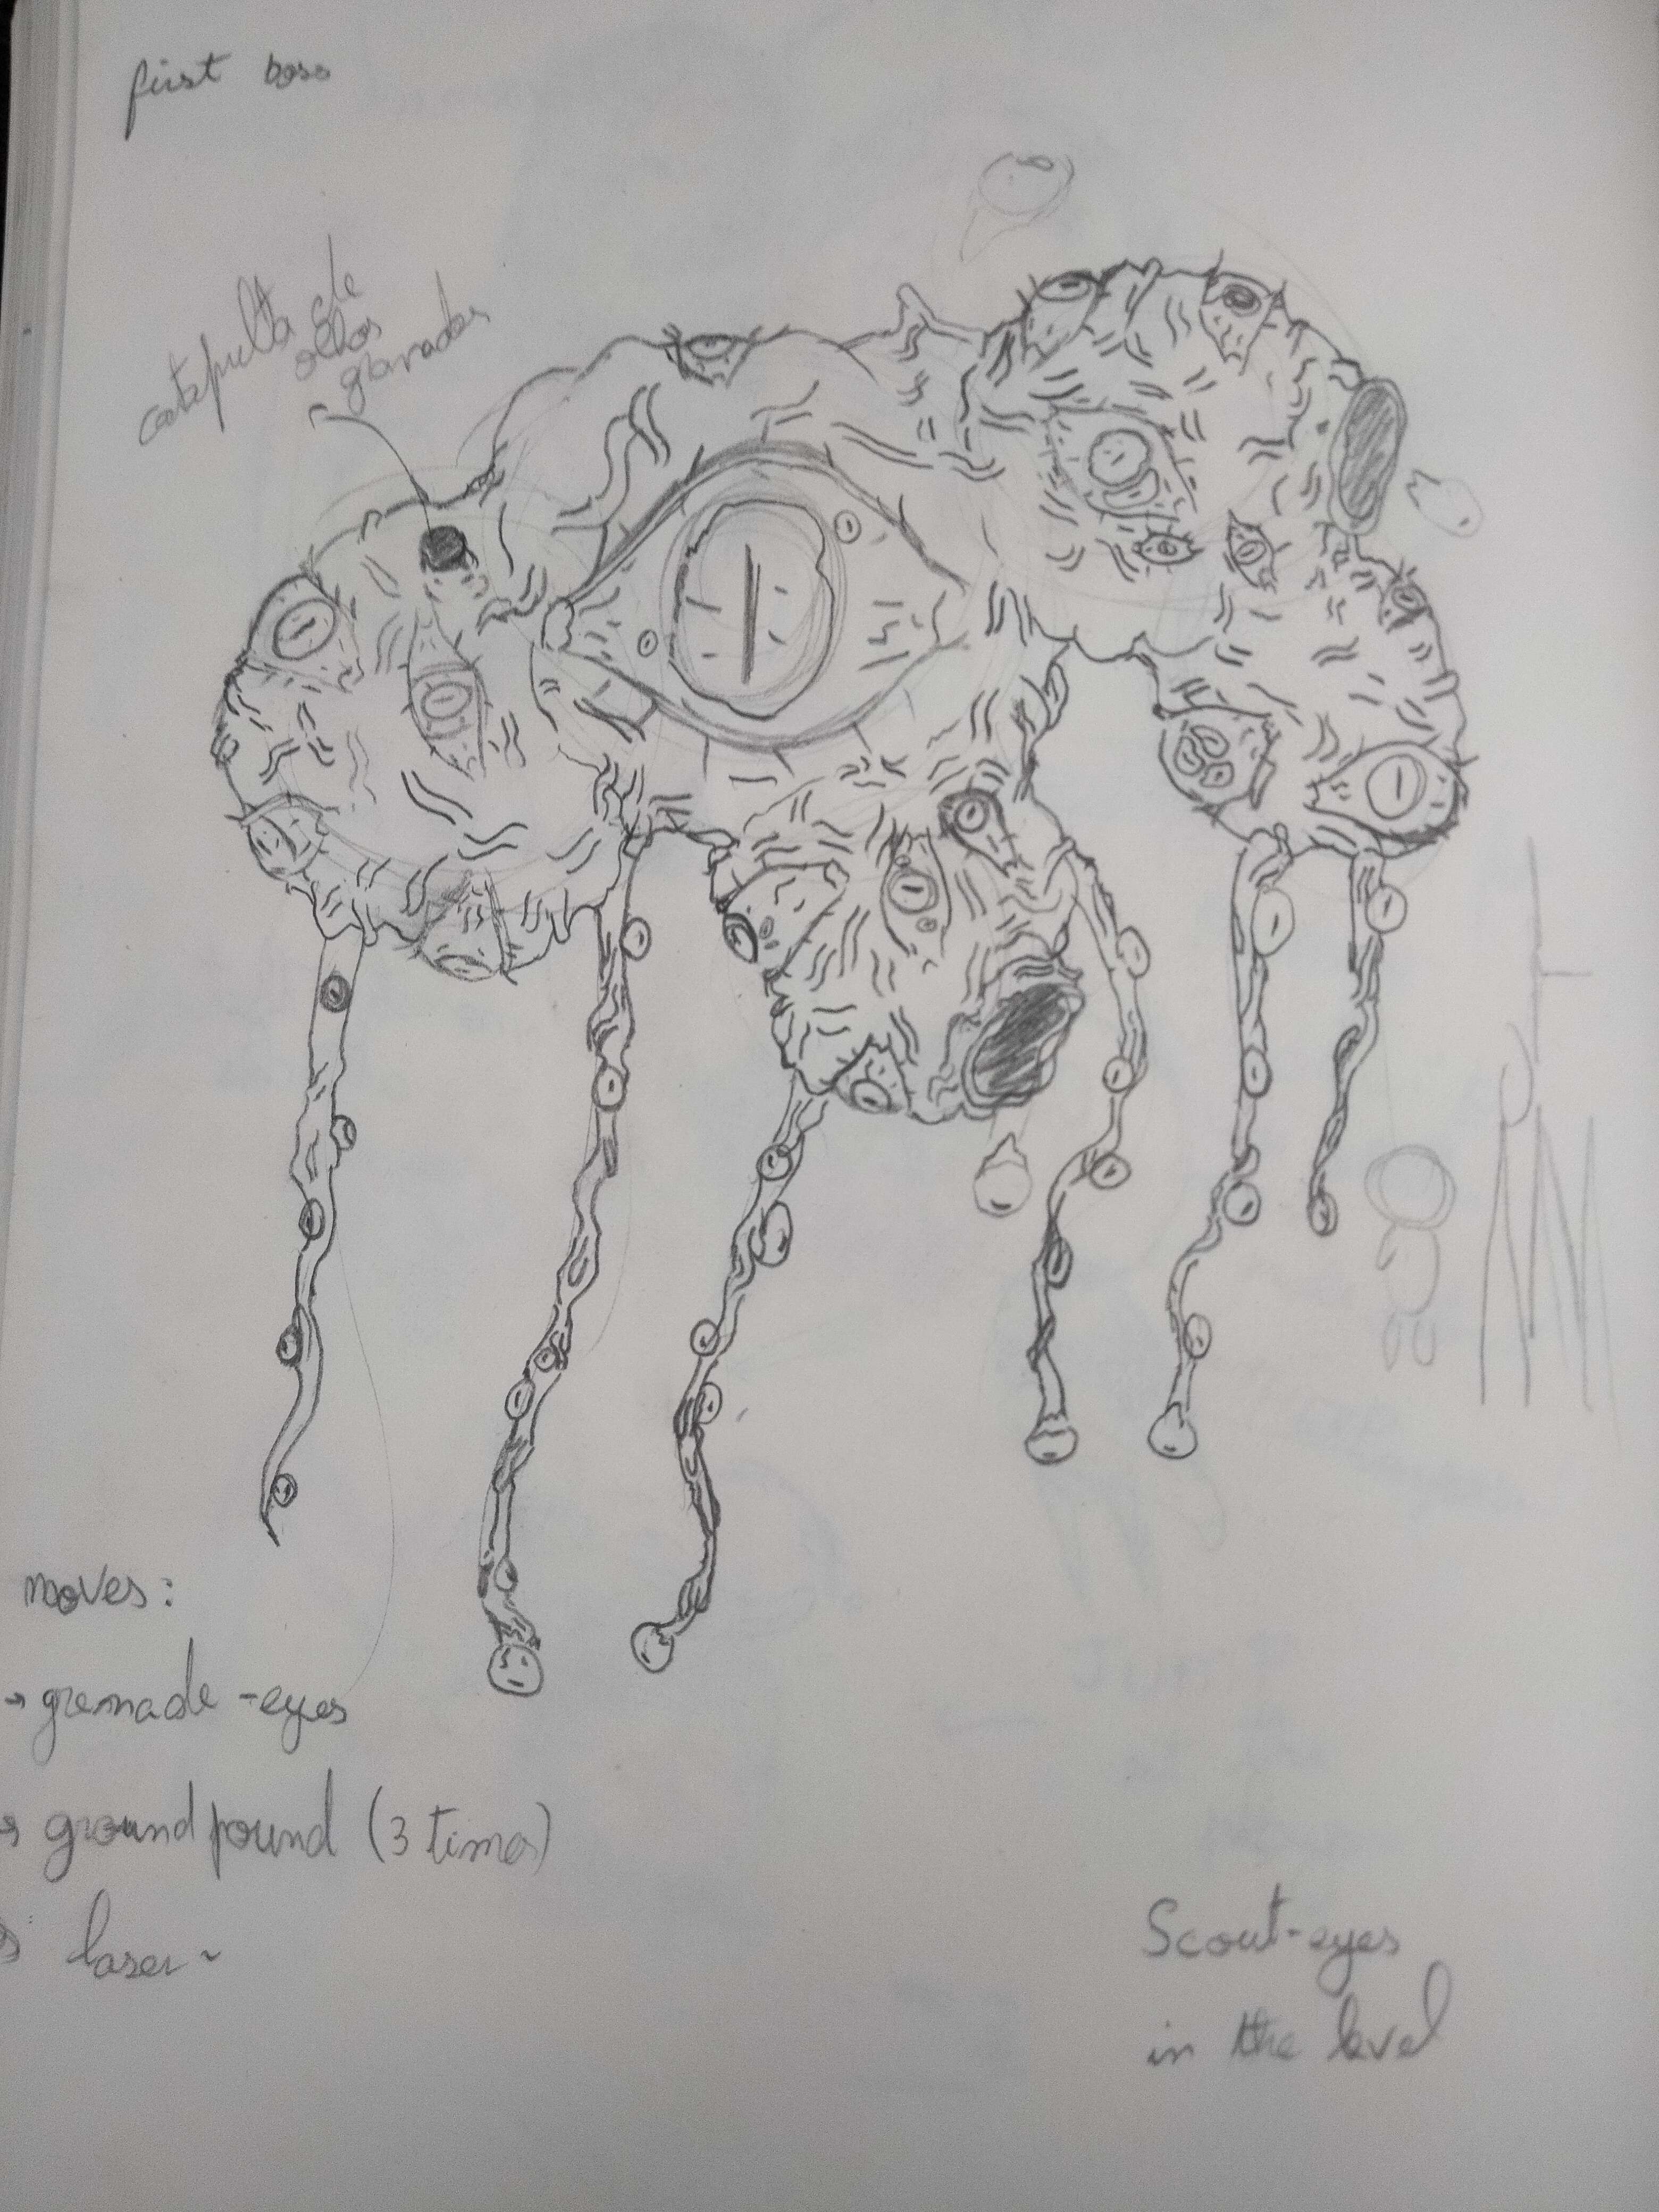 first boss
catapulta de
olhos
granadas
moves:
→ grenade-eyes
→ ground pound (3 times)
→ laser~
Scout-eyes
in the level